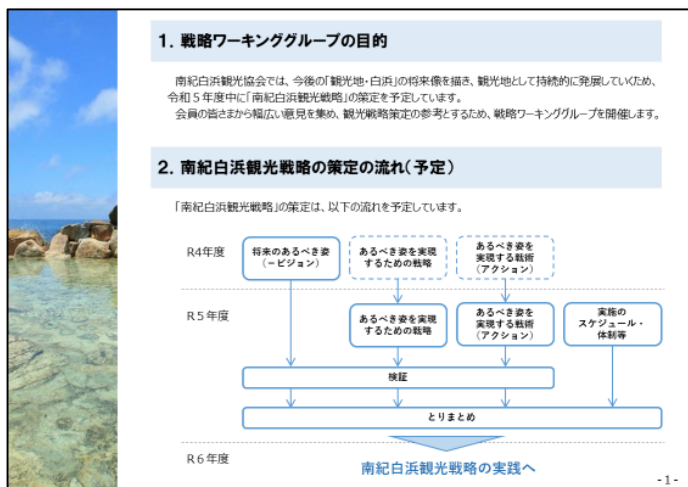 1. 戦略ワーキンググループの目的
南紀白浜観光協会では、今後の「観光地・白浜」の将来像を描き、観光地として持続的に発展していくため、
令和5年度中に「南紀白浜観光戦略」の策定を予定しています。
会員の皆さまから幅広い意見を集め、観光戦略策定の参考とするため、戦略ワーキンググループを開催します。
2. 南紀白浜観光戦略の策定の流れ(予定)
「南紀白浜観光戦略」の策定は、以下の流れを予定しています。
R4年度
将来のあるべき姿
(=ビジョン)
あるべき姿を実現
するための戦略
あるべき姿を
実現する戦術
(アクション)
R5年度
あるべき姿を実現
するための戦略
あるべき姿を
実現する戦術
(アクション)
実施の
スケジュール・
体制等
検証
とりまとめ
R6年度
南紀白浜観光戦略の実践へ
-1-